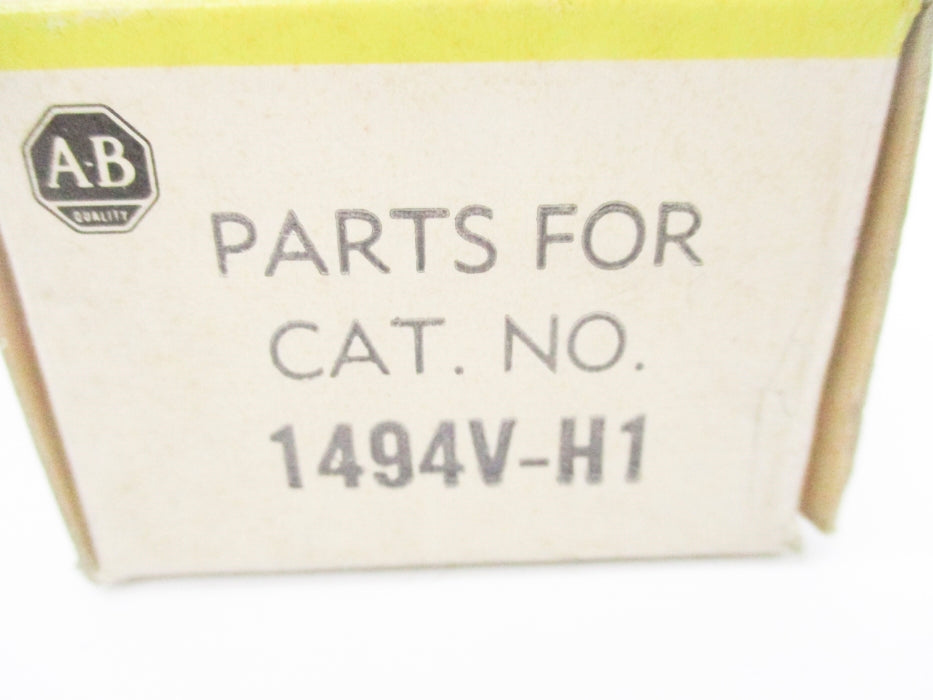 A-B
QUALITY
PARTS FOR
CAT. NO.
1494V-H1